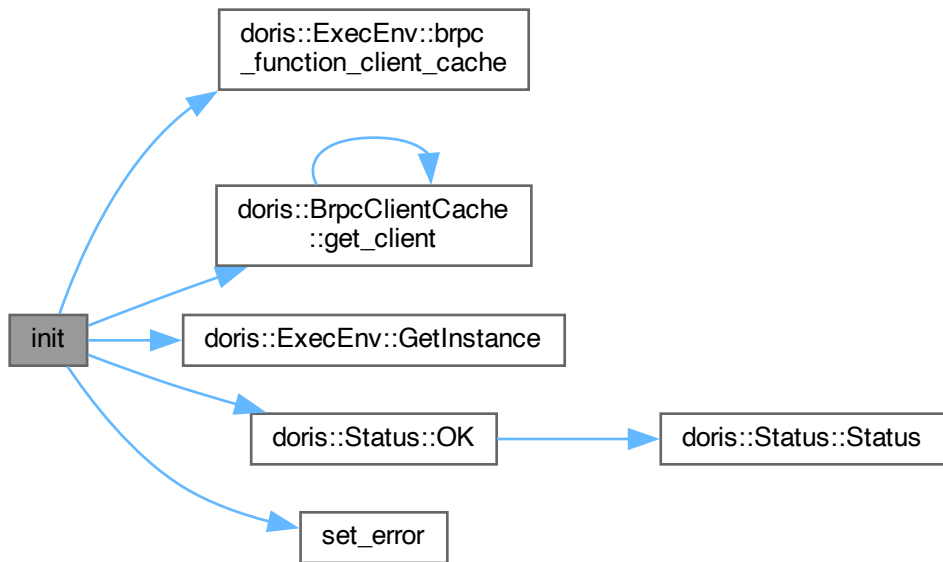 doris::ExecEnv::brpc
_function_client_cache
doris::BrpcClientCache
::get_client
init
doris::ExecEnv::GetInstance
doris::Status::OK
doris::Status::Status
set_error